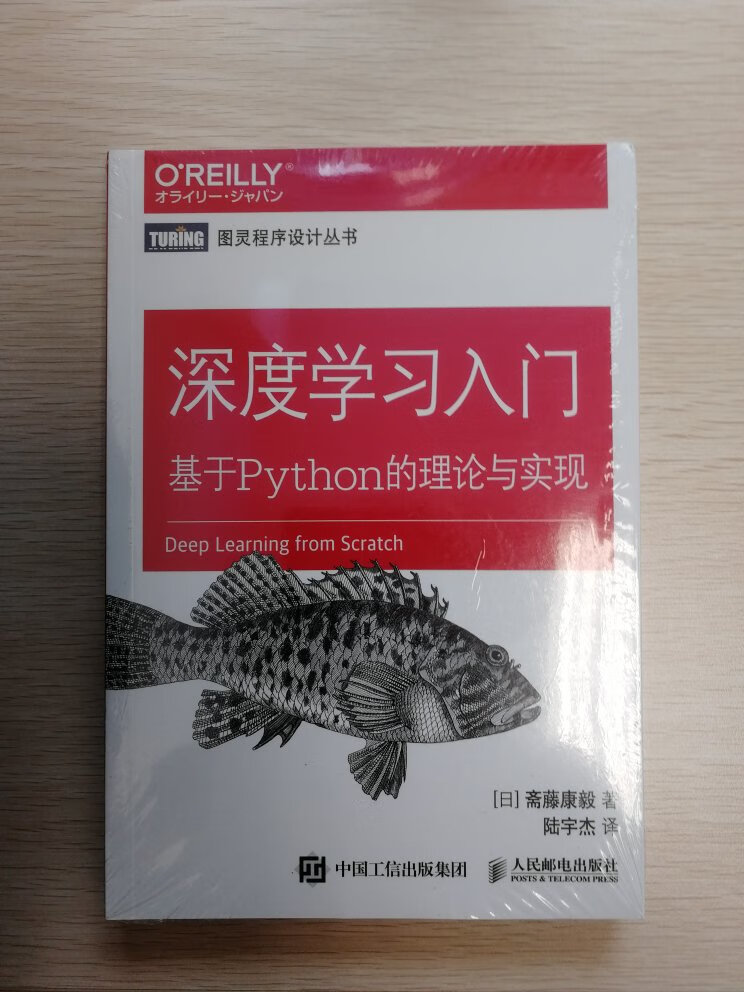 O'REILLY®
オライリー・ジャパン
TURING 图灵程序设计丛书
深度学习入门
基于Python的理论与实现
Deep Learning from Scratch
[日] 斋藤康毅 著
陆宇杰 译
中国工信出版集团
人民邮电出版社
POSTS & TELECOM PRESS